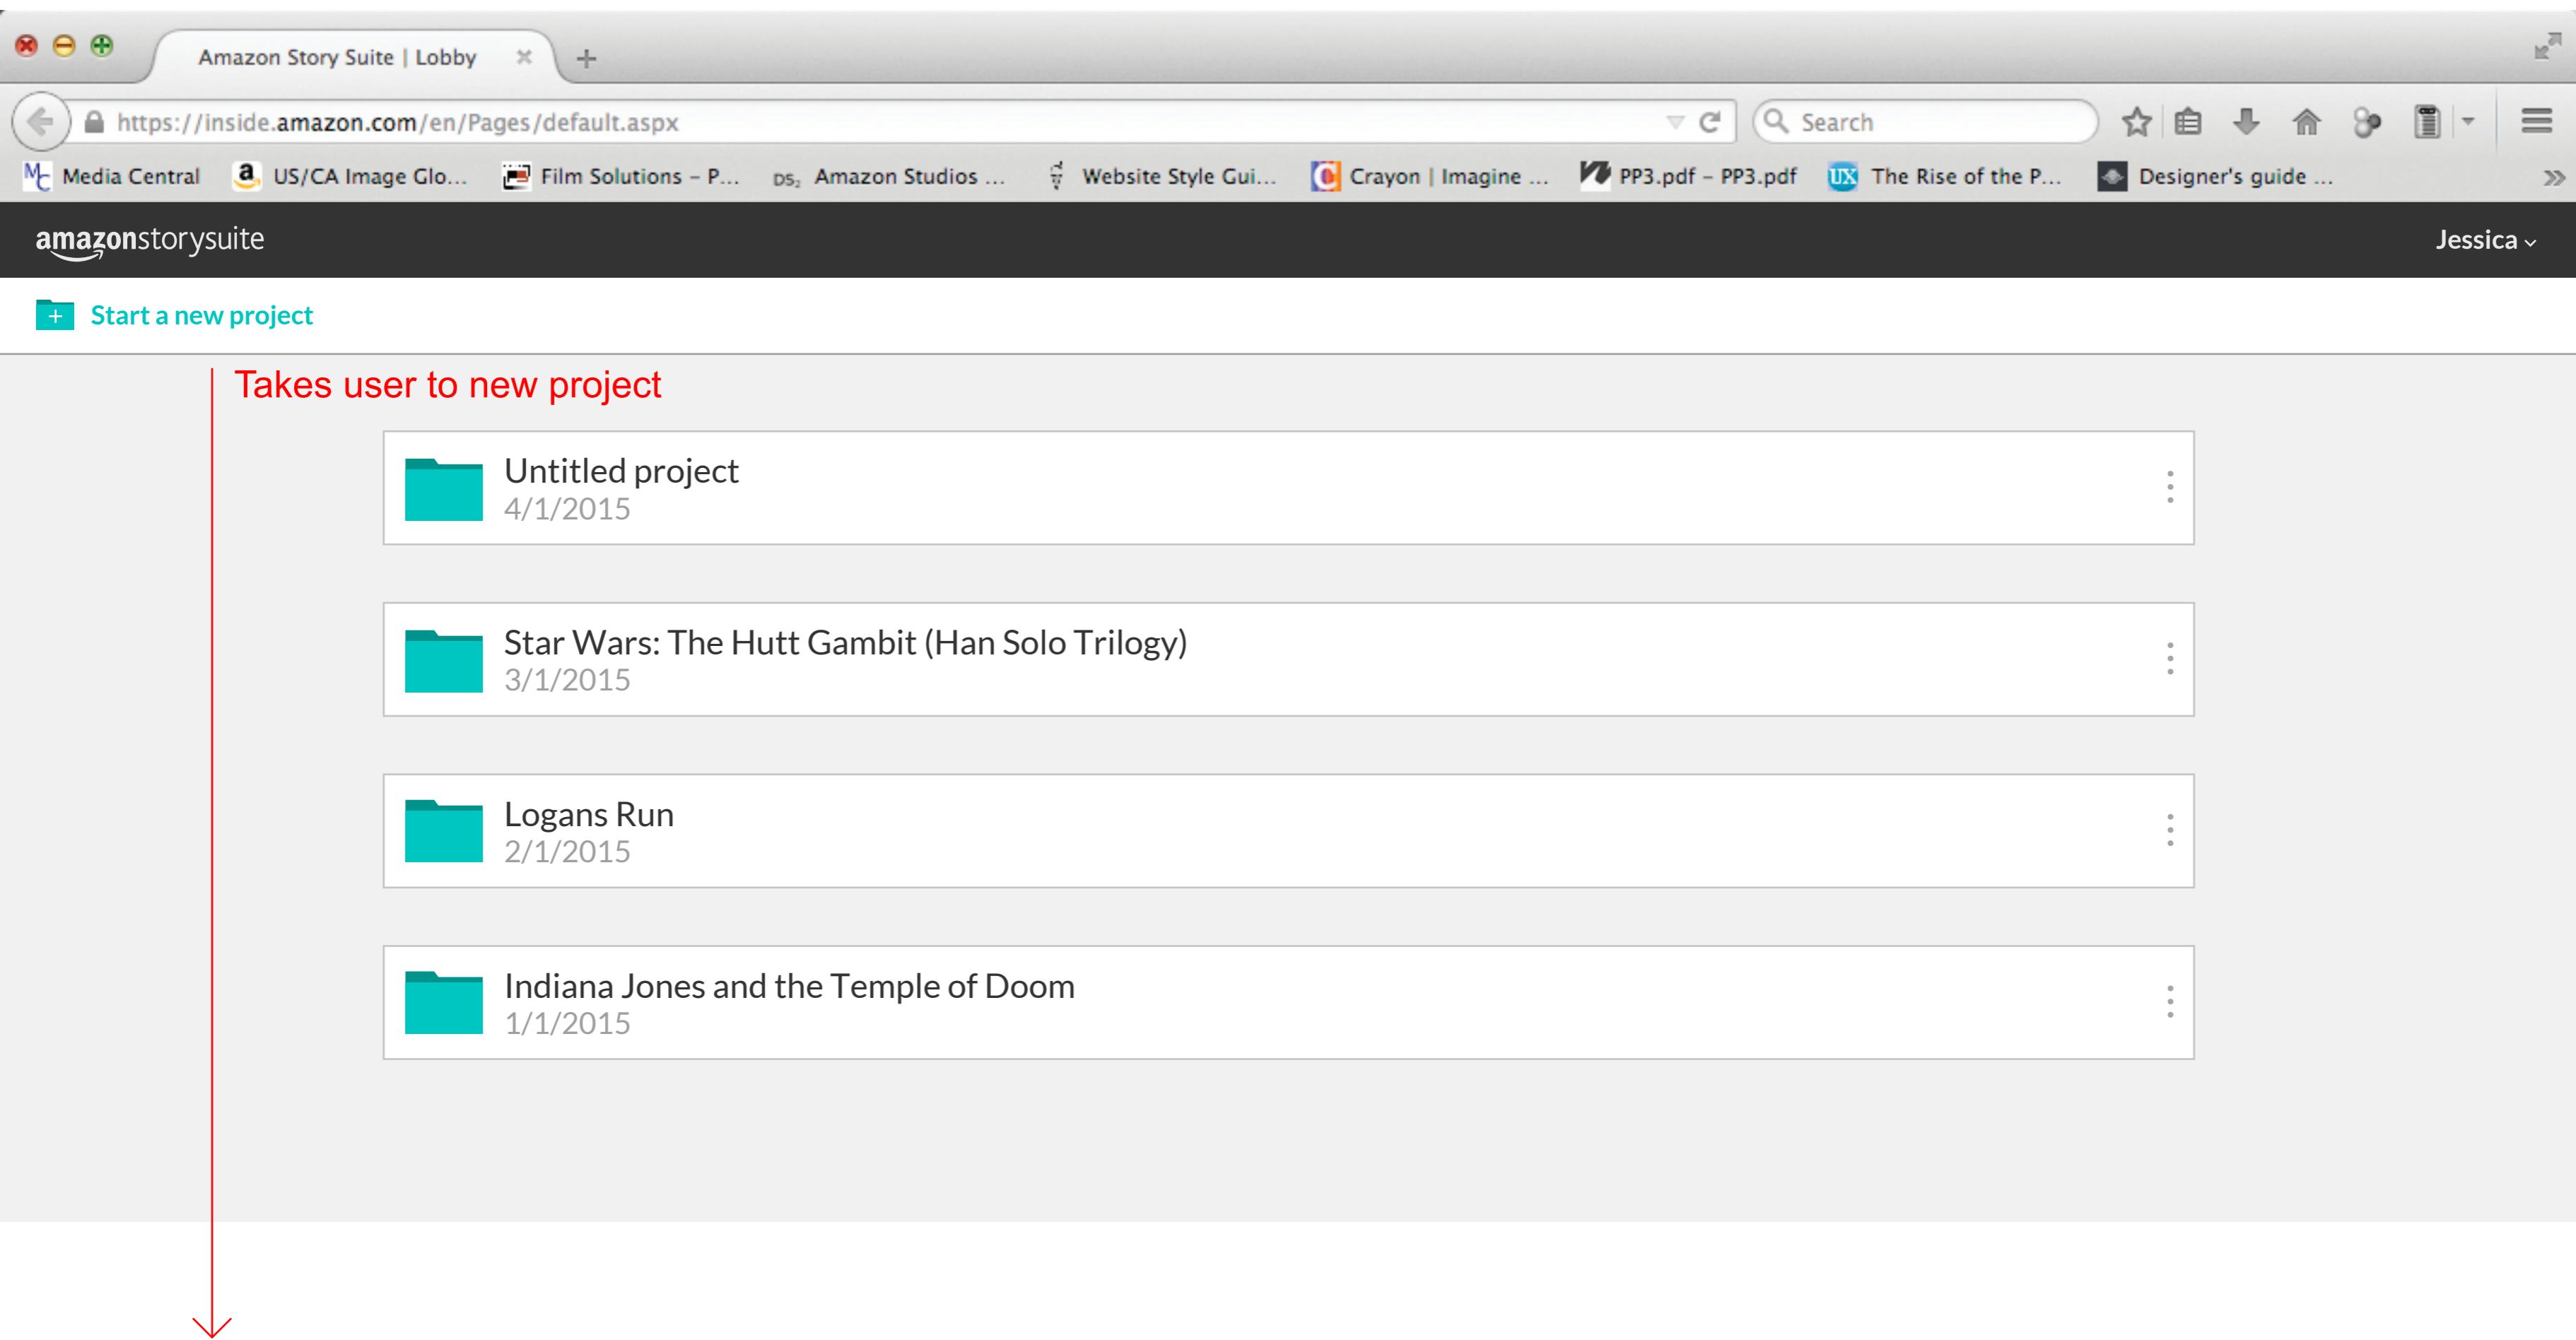 Amazon Story Suite | Lobby
https://inside.amazon.com/en/Pages/default.aspx
Search
Media Central
US/CA Image Glo...
Film Solutions – P...
DS2 Amazon Studios ...
Website Style Gui...
Crayon | Imagine ...
PP3.pdf – PP3.pdf
UX The Rise of the P...
Designer's guide ...
amazonstorysuite
Jessica
Start a new project
Takes user to new project
Untitled project
4/1/2015
Star Wars: The Hutt Gambit (Han Solo Trilogy)
3/1/2015
Logans Run
2/1/2015
Indiana Jones and the Temple of Doom
1/1/2015